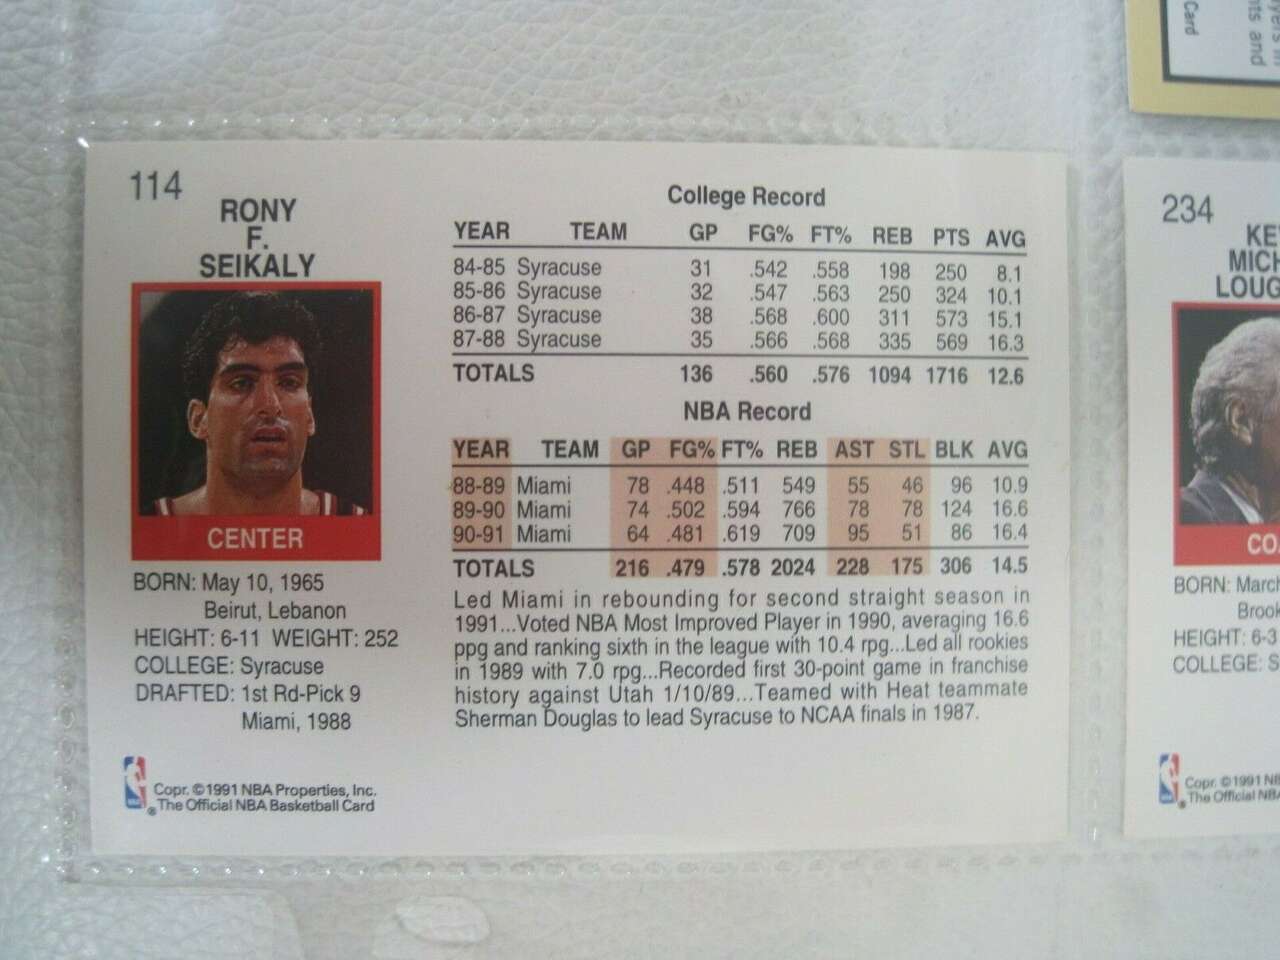 114
RONY
F.
SEIKALY
CENTER
BORN: May 10, 1965
Beirut, Lebanon
HEIGHT: 6-11 WEIGHT: 252
COLLEGE: Syracuse
DRAFTED: 1st Rd-Pick 9
Miami, 1988
Copr. ©1991 NBA Properties, Inc.
The Official NBA Basketball Card
College Record
YEAR TEAM GP FG% FT% REB PTS AVG
84-85 Syracuse 31 .542 .558 198 250 8.1
85-86 Syracuse 32 .547 .563 250 324 10.1
86-87 Syracuse 38 .568 .600 311 573 15.1
87-88 Syracuse 35 .566 .568 335 569 16.3
TOTALS 136 .560 .576 1094 1716 12.6
NBA Record
YEAR TEAM GP FG% FT% REB AST STL BLK AVG
88-89 Miami 78 .448 .511 549 55 46 96 10.9
89-90 Miami 74 .502 .594 766 78 78 124 16.6
90-91 Miami 64 .481 .619 709 95 51 86 16.4
TOTALS 216 .479 .578 2024 228 175 306 14.5
Led Miami in rebounding for second straight season in
1991...Voted NBA Most Improved Player in 1990, averaging 16.6
ppg and ranking sixth in the league with 10.4 rpg...Led all rookies
in 1989 with 7.0 rpg...Recorded first 30-point game in franchise
history against Utah 1/10/89...Teamed with Heat teammate
Sherman Douglas to lead Syracuse to NCAA finals in 1987.
and
Card
234
KE
MICH
LOUG
CO
BORN: March
Brook
HEIGHT: 6-3
COLLEGE: S
Copr. ©1991 NB
The Official NBA